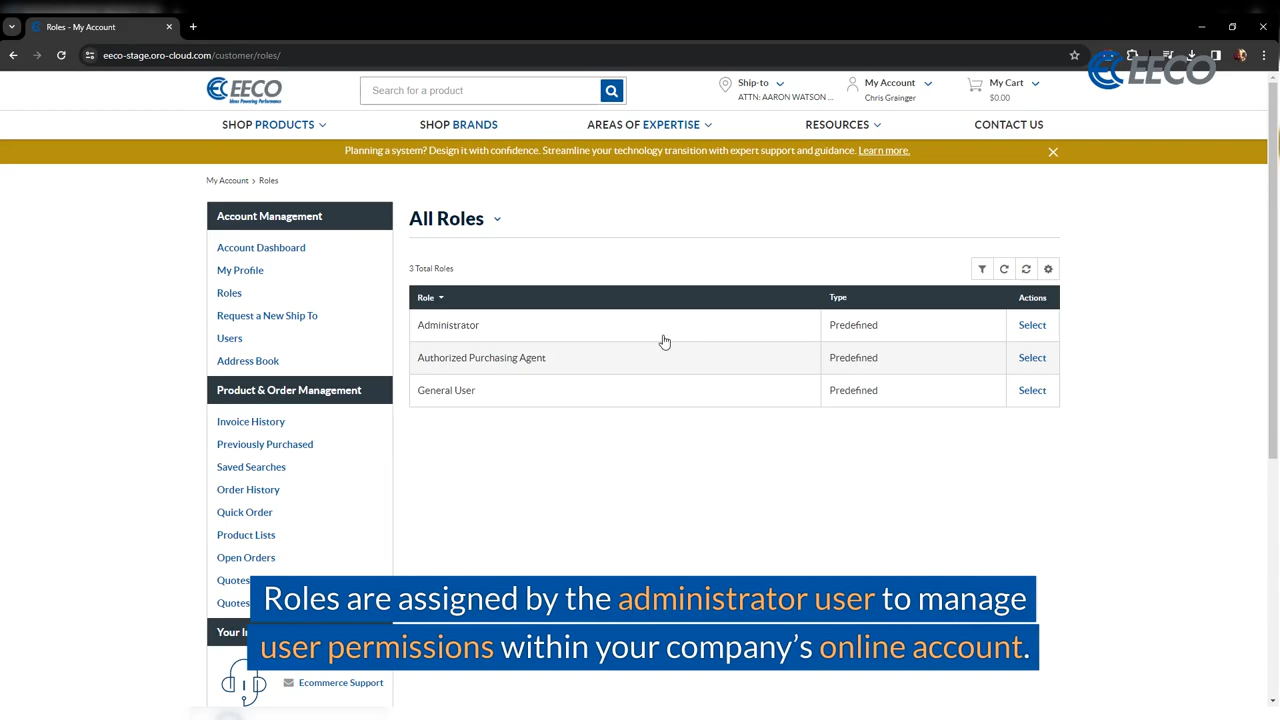 Roles - My Account
eeco-stage.oro-cloud.com/customer/roles/
EECO
Ideas Powering Performance
Search for a product
Ship-to
ATTN: AARON WATSON ...
My Account
Chris Grainger
My Cart
$0.00
EECO
SHOP PRODUCTS
SHOP BRANDS
AREAS OF EXPERTISE
RESOURCES
CONTACT US
Planning a system? Design it with confidence. Streamline your technology transition with expert support and guidance. Learn more.
My Account > Roles
Account Management
Account Dashboard
My Profile
Roles
Request a New Ship To
Users
Address Book
Product & Order Management
Invoice History
Previously Purchased
Saved Searches
Order History
Quick Order
Product Lists
Open Orders
Quotes
Quotes
Your I
Ecommerce Support
All Roles
3 Total Roles
Role Type Actions
Administrator Predefined Select
Authorized Purchasing Agent Predefined Select
General User Predefined Select
Roles are assigned by the administrator user to manage
user permissions within your company's online account.